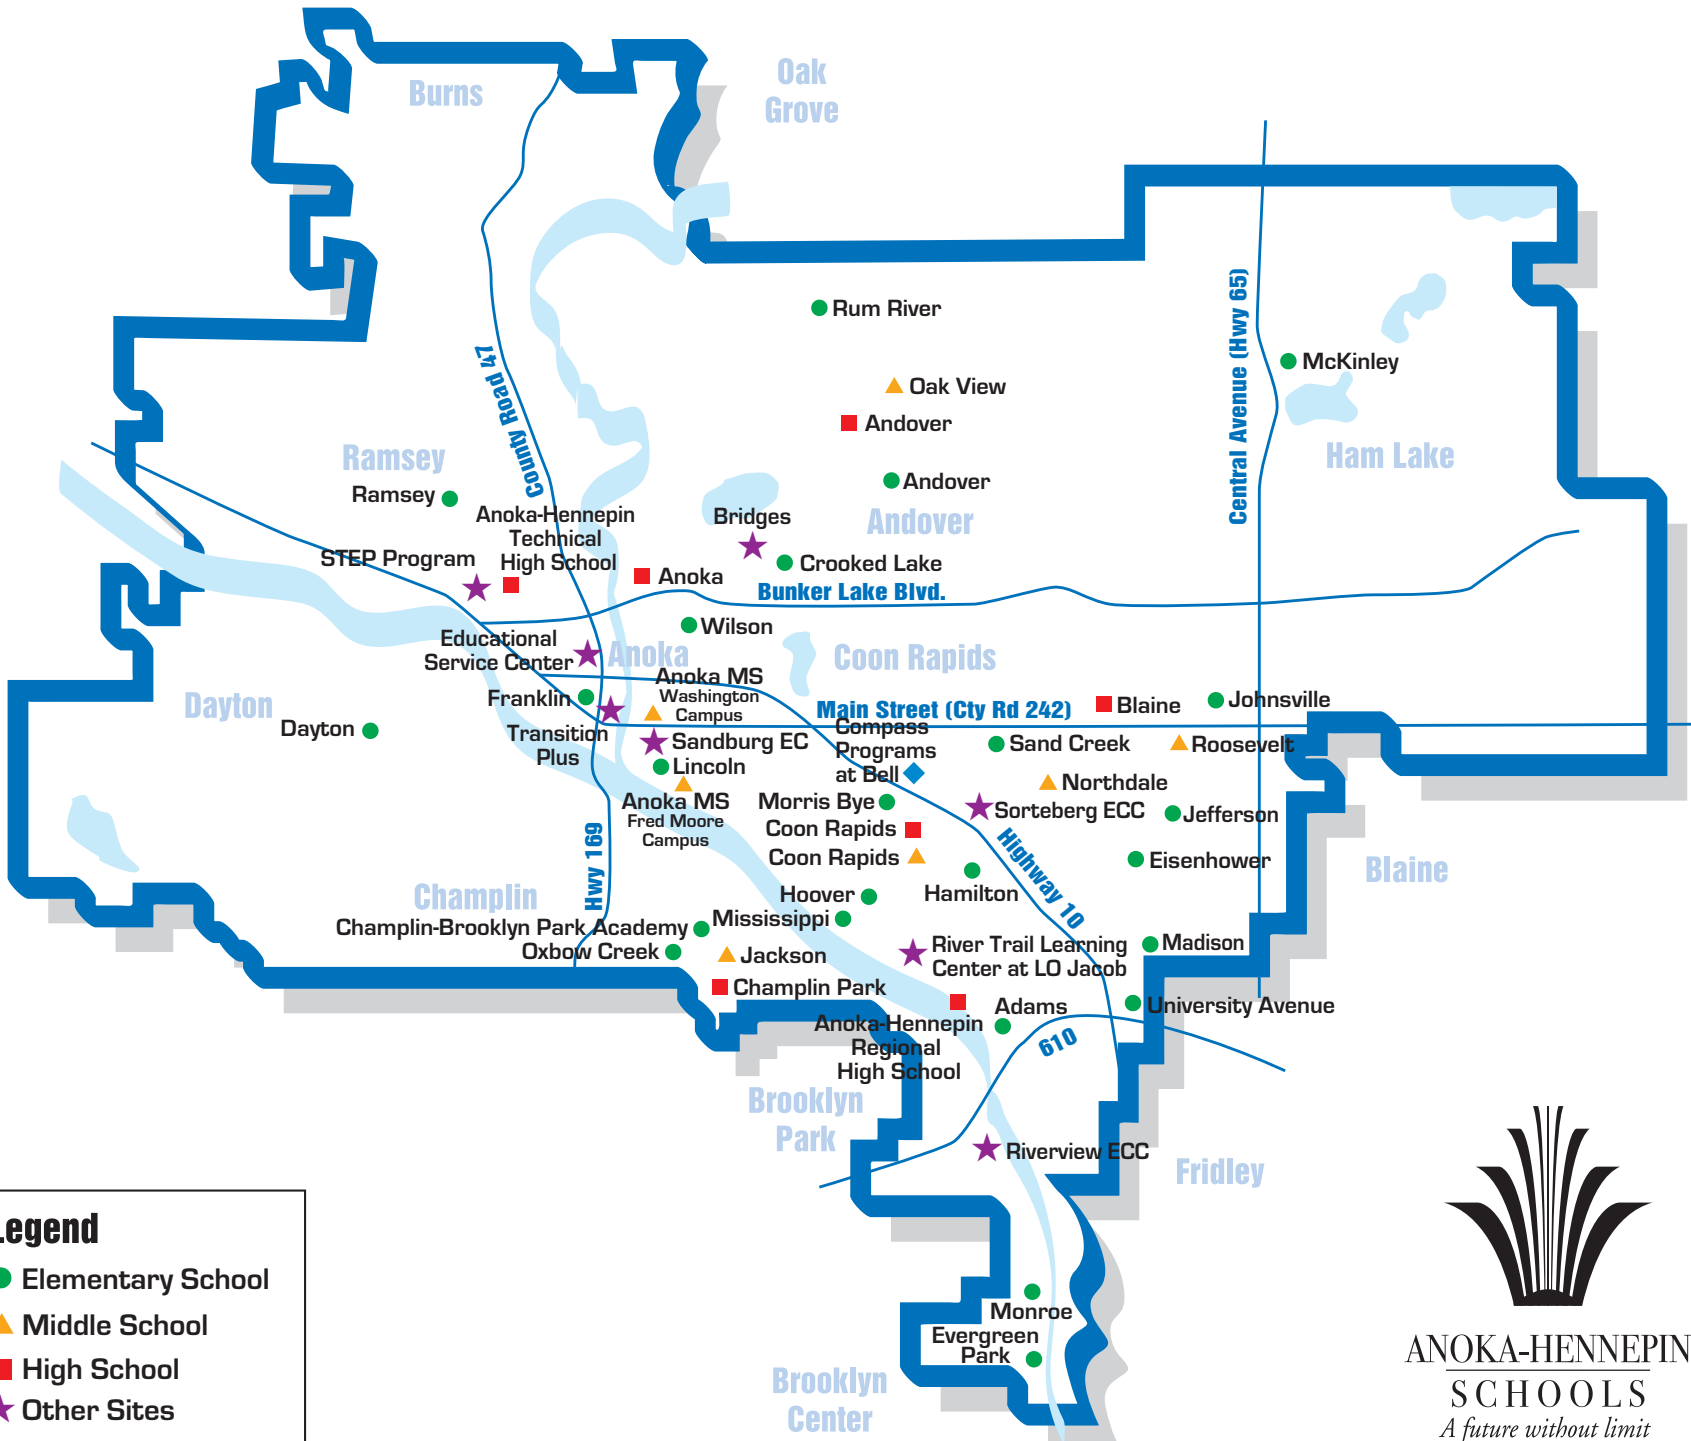 Burns
Oak
Grove
Rum River
McKinley
Oak View
Andover
Central Avenue (Hwy 65)
County Road 47
Ramsey
Ham Lake
Ramsey
Andover
Andover
Anoka-Hennepin
Technical
High School
Bridges
STEP Program
Crooked Lake
Anoka
Bunker Lake Blvd.
Wilson
Educational
Service Center
Anoka
Coon Rapids
Anoka MS
Washington
Campus
Franklin
Dayton
Dayton
Main Street (Cty Rd 242)
Blaine
Johnsville
Transition
Plus
Sandburg EC
Lincoln
Compass
Programs
at Bell
Sand Creek
Roosevelt
Northdale
Anoka MS
Fred Moore
Campus
Morris Bye
Sorteberg ECC
Jefferson
Coon Rapids
Coon Rapids
Highway 10
Eisenhower
Blaine
Hwy 169
Champlin
Hoover
Hamilton
Champlin-Brooklyn Park Academy
Mississippi
Oxbow Creek
Jackson
River Trail Learning
Center at LO Jacob
Madison
Champlin Park
Adams
University Avenue
Anoka-Hennepin
Regional
High School
610
Brooklyn
Park
Riverview ECC
Fridley
Legend
Elementary School
Middle School
High School
Other Sites
Monroe
Evergreen
Park
Brooklyn
Center
ANOKA-HENNEPIN
SCHOOLS
A future without limit